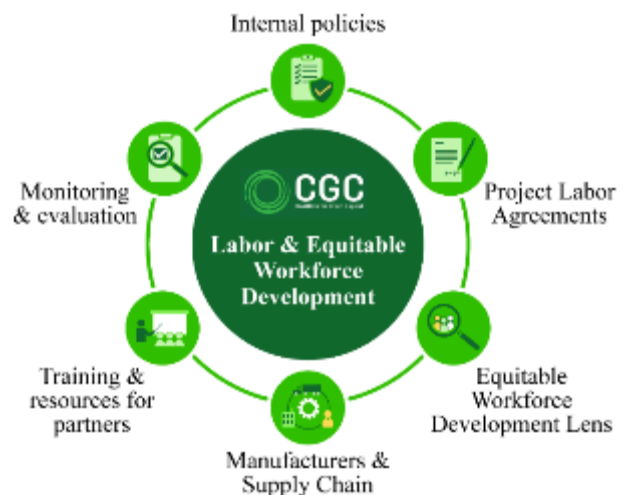 Internal policies
Project Labor
Agreements
Equitable
Workforce
Development Lens
Manufacturers &
Supply Chain
Training &
resources for
partners
Monitoring
& evaluation
CGC
Labor & Equitable
Workforce
Development